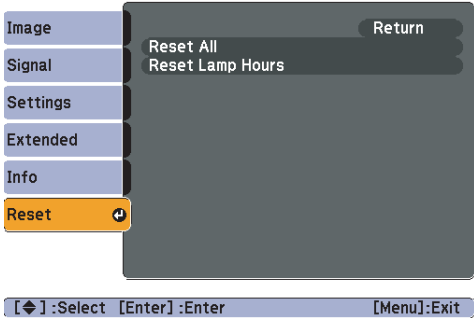 Image
Signal
Settings
Extended
Info
Reset
Return
Reset All
Reset Lamp Hours
[◆] :Select [Enter] :Enter [Menu]:Exit